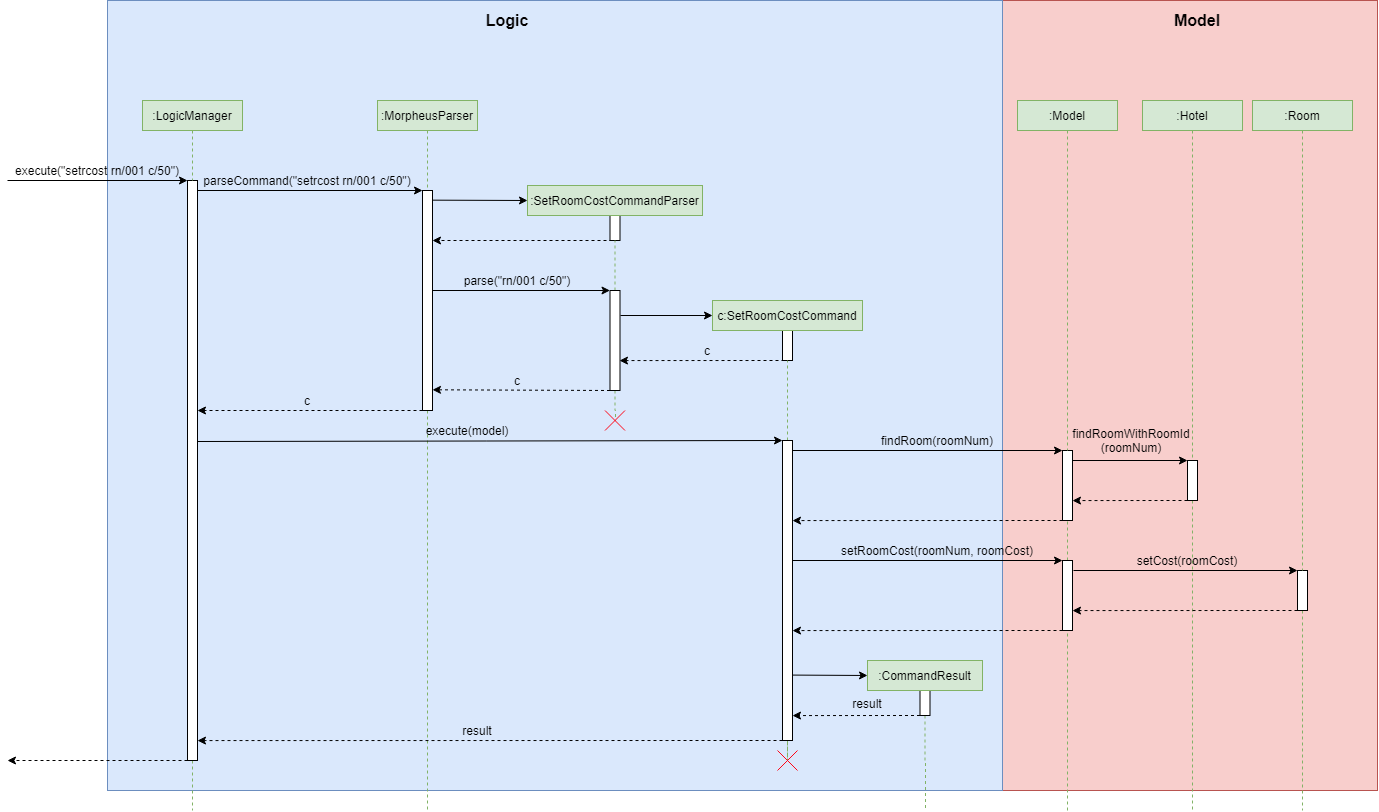 Logic
Model
:LogicManager
:MorpheusParser
:Model
:Hotel
:Room
execute("setrcost rn/001 c/50")
parseCommand("setrcost rn/001 c/50")
:SetRoomCostCommandParser
parse("rn/001 c/50")
c:SetRoomCostCommand
c
c
c
execute(model)
findRoom(roomNum)
findRoomWithRoomId
(roomNum)
setRoomCost(roomNum, roomCost)
setCost(roomCost)
:CommandResult
result
result